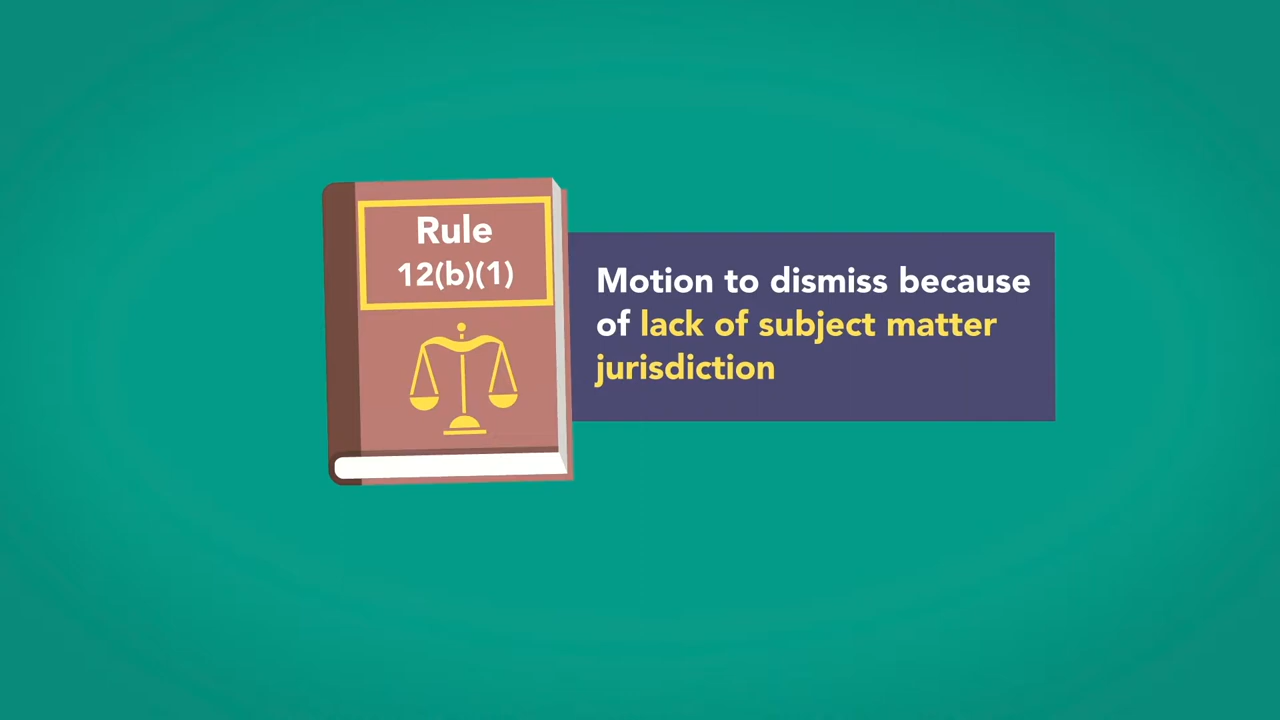 Rule
12(b)(1)
Motion to dismiss because
of lack of subject matter
jurisdiction